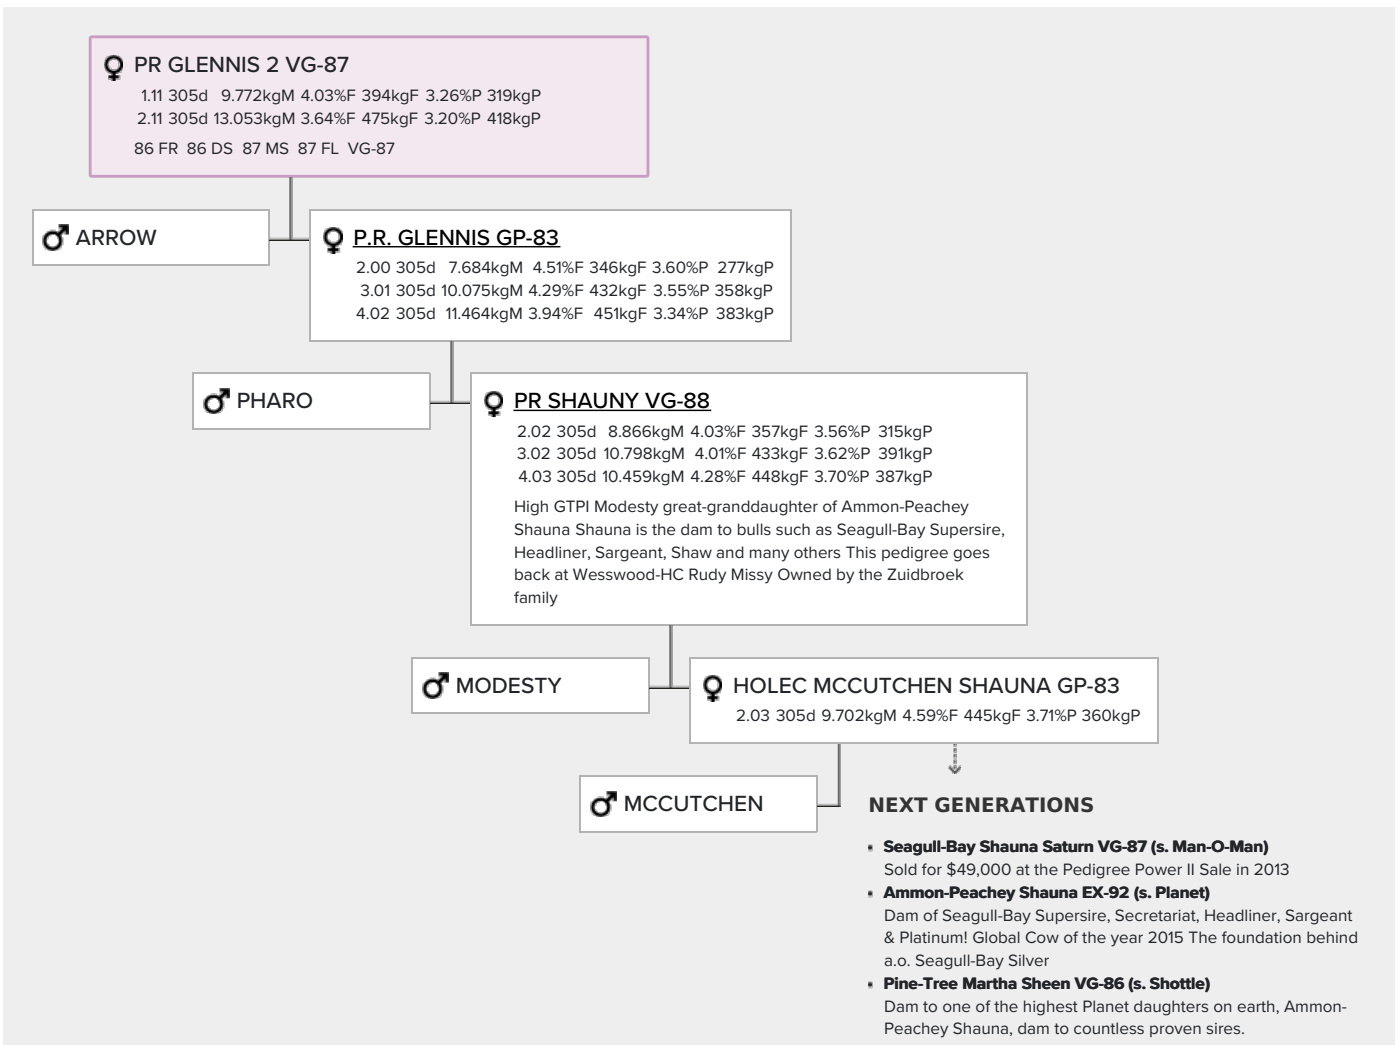 PR GLENNIS 2 VG-87
1.11 305d 9.772kgM 4.03%F 394kgF 3.26%P 319kgP
2.11 305d 13.053kgM 3.64%F 475kgF 3.20%P 418kgP
86 FR 86 DS 87 MS 87 FL VG-87
ARROW
P.R. GLENNIS GP-83
2.00 305d 7.684kgM 4.51%F 346kgF 3.60%P 277kgP
3.01 305d 10.075kgM 4.29%F 432kgF 3.55%P 358kgP
4.02 305d 11.464kgM 3.94%F 451kgF 3.34%P 383kgP
PHARO
PR SHAUNY VG-88
2.02 305d 8.866kgM 4.03%F 357kgF 3.56%P 315kgP
3.02 305d 10.798kgM 4.01%F 433kgF 3.62%P 391kgP
4.03 305d 10.459kgM 4.28%F 448kgF 3.70%P 387kgP
High GTPI Modesty great-granddaughter of Ammon-Peachey
Shauna Shauna is the dam to bulls such as Seagull-Bay Supersire,
Headliner, Sargeant, Shaw and many others This pedigree goes
back at Wesswood-HC Rudy Missy Owned by the Zuidbroek
family
MODESTY
HOLEC MCCUTCHEN SHAUNA GP-83
2.03 305d 9.702kgM 4.59%F 445kgF 3.71%P 360kgP
MCCUTCHEN
NEXT GENERATIONS
▪ Seagull-Bay Shauna Saturn VG-87 (s. Man-O-Man)
Sold for $49,000 at the Pedigree Power II Sale in 2013
▪ Ammon-Peachey Shauna EX-92 (s. Planet)
Dam of Seagull-Bay Supersire, Secretariat, Headliner, Sargeant
& Platinum! Global Cow of the year 2015 The foundation behind
a.o. Seagull-Bay Silver
▪ Pine-Tree Martha Sheen VG-86 (s. Shottle)
Dam to one of the highest Planet daughters on earth, Ammon-
Peachey Shauna, dam to countless proven sires.